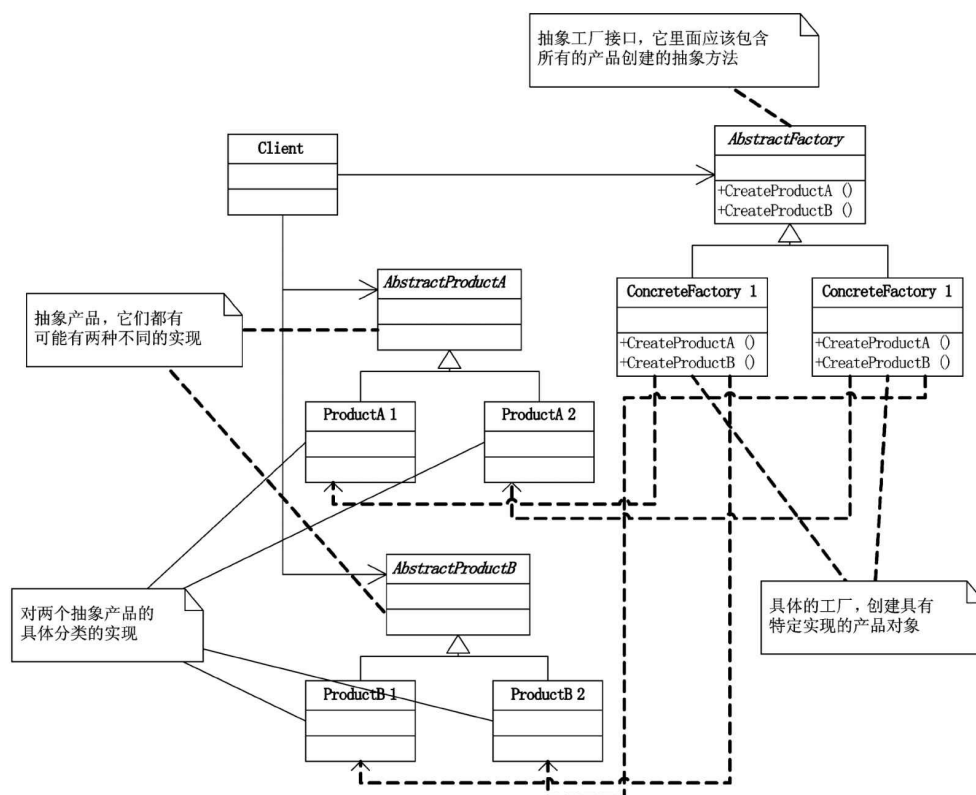 抽象工厂接口，它里面应该包含
所有的产品创建的抽象方法
Client
AbstractFactory
+CreateProductA ()
+CreateProductB ()
AbstractProductA
ConcreteFactory 1
ConcreteFactory 1
抽象产品，它们都有
可能有两种不同的实现
+CreateProductA ()
+CreateProductB ()
+CreateProductA ()
+CreateProductB ()
ProductA 1
ProductA 2
AbstractProductB
对两个抽象产品的
具体分类的实现
具体的工厂，创建具有
特定实现的产品对象
ProductB 1
ProductB 2